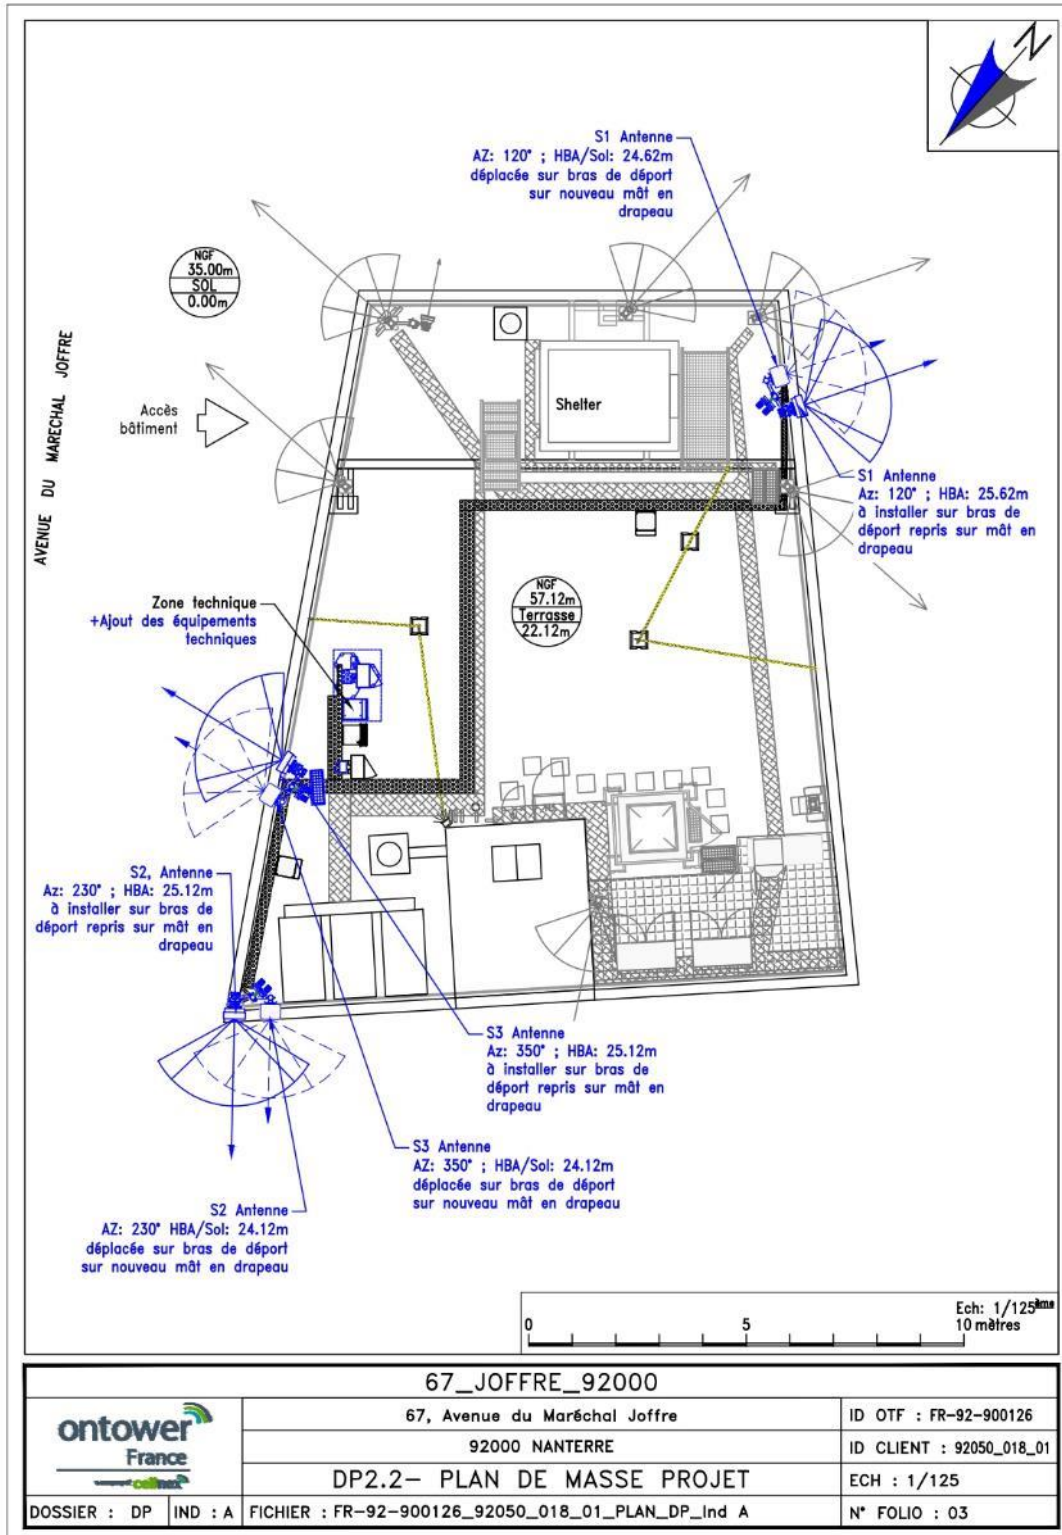 N
S1 Antenne
AZ: 120° ; HBA/Sol: 24.62m
déplacée sur bras de déport
sur nouveau mât en
drapeau
NGF
35.00m
SOL
0.00m
AVENUE DU MARECHAL JOFFRE
Accès
bâtiment
Shelter
S1 Antenne
Az: 120° ; HBA: 25.62m
à installer sur bras de
déport repris sur mât en
drapeau
NGF
57.12m
Terrasse
22.12m
Zone technique
+Ajout des équipements
techniques
S2, Antenne
Az: 230° ; HBA: 25.12m
à installer sur bras de
déport repris sur mât en
drapeau
S3 Antenne
Az: 350° ; HBA: 25.12m
à installer sur bras de
déport repris sur mât en
drapeau
S3 Antenne
AZ: 350° ; HBA/Sol: 24.12m
déplacée sur bras de déport
sur nouveau mât en drapeau
S2 Antenne
AZ: 230° HBA/Sol: 24.12m
déplacée sur bras de déport
sur nouveau mât en drapeau
Ech: 1/125ème
0 5 10 mètres
67_JOFFRE_92000
ontower
France
cellnex
67, Avenue du Maréchal Joffre
ID OTF : FR-92-900126
92000 NANTERRE
ID CLIENT : 92050_018_01
DP2.2- PLAN DE MASSE PROJET
ECH : 1/125
DOSSIER : DP
IND : A
FICHIER : FR-92-900126_92050_018_01_PLAN_DP_Ind A
N° FOLIO : 03